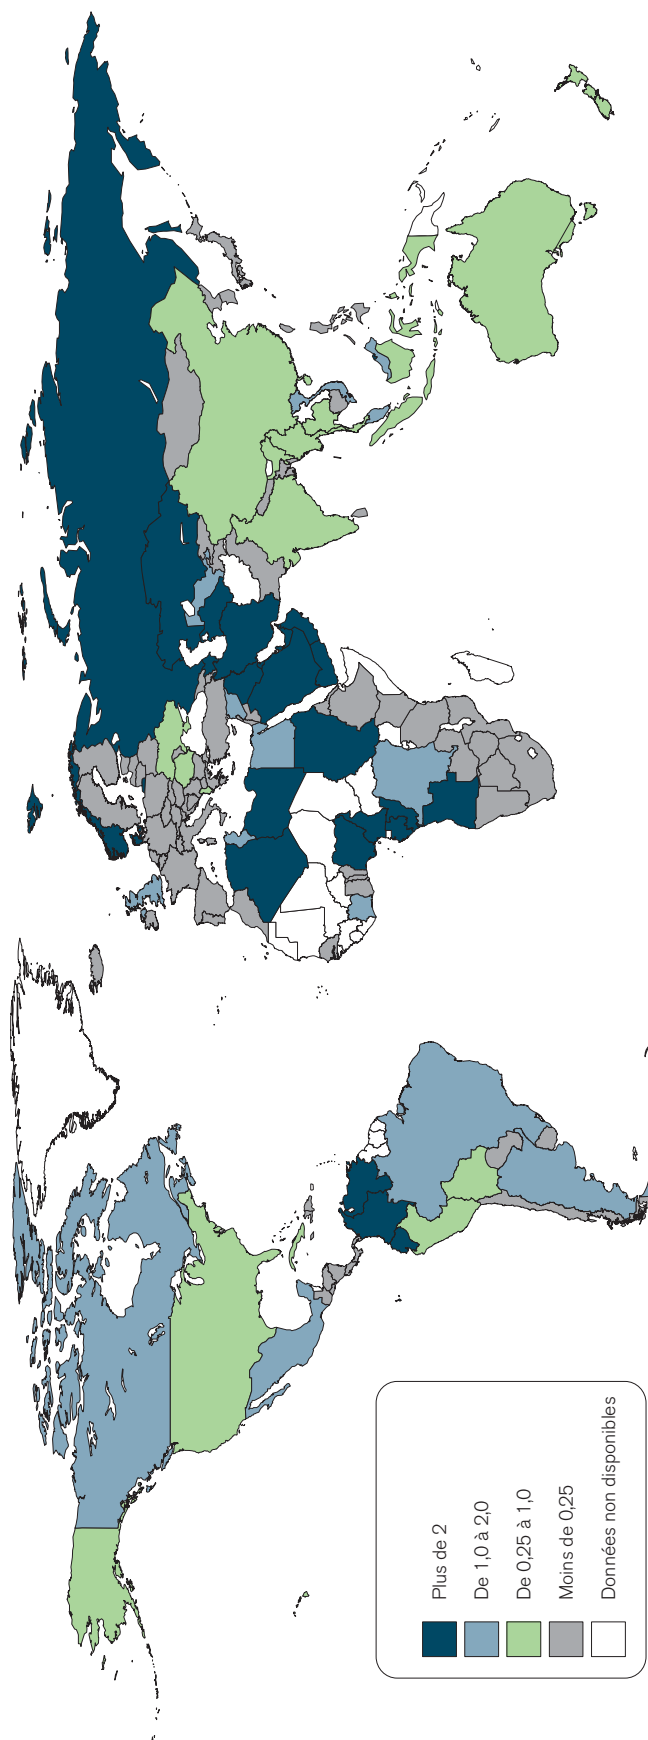 Plus de 2
De 1,0 à 2,0
De 0,25 à 1,0
Moins de 0,25
Données non disponibles